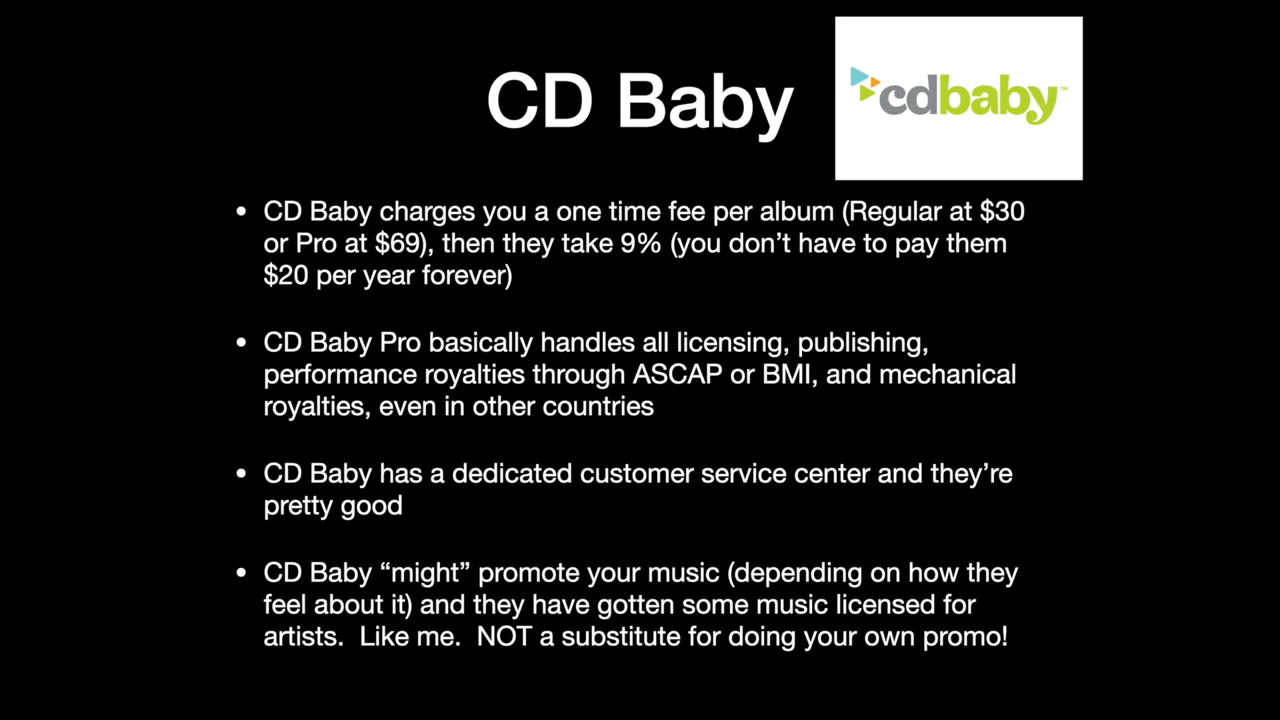 CD Baby
cdbaby™
• CD Baby charges you a one time fee per album (Regular at $30
or Pro at $69), then they take 9% (you don’t have to pay them
$20 per year forever)
• CD Baby Pro basically handles all licensing, publishing,
performance royalties through ASCAP or BMI, and mechanical
royalties, even in other countries
• CD Baby has a dedicated customer service center and they’re
pretty good
• CD Baby “might” promote your music (depending on how they
feel about it) and they have gotten some music licensed for
artists.  Like me.  NOT a substitute for doing your own promo!